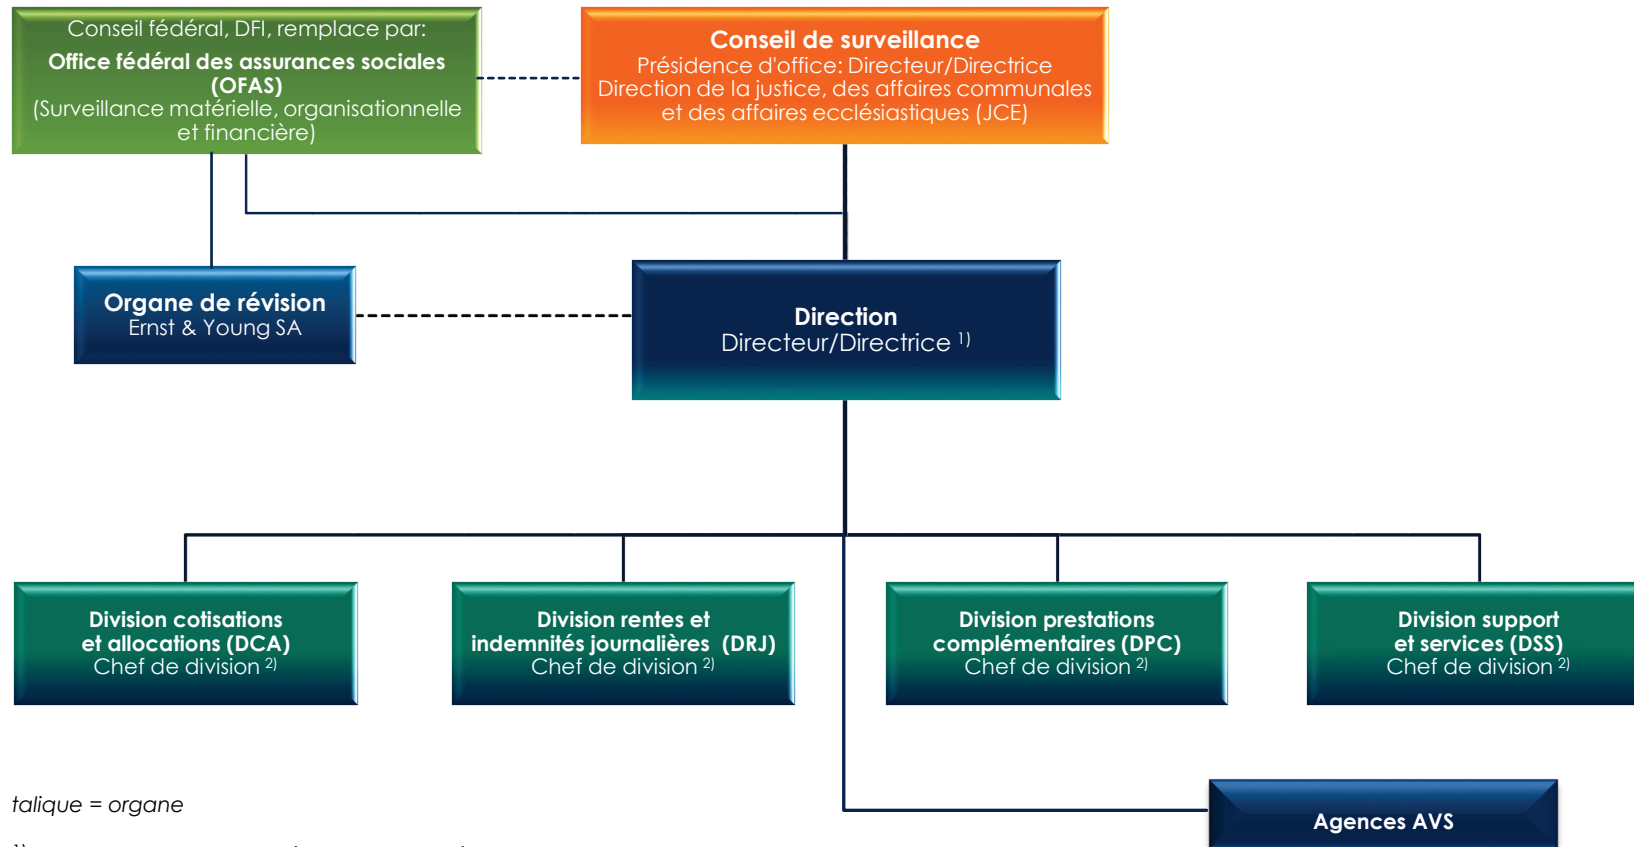 Conseil fédéral, DFI, remplace par:
Office fédéral des assurances sociales
(OFAS)
(Surveillance matérielle, organisationnelle
et financière)
Conseil de surveillance
Présidence d'office: Directeur/Directrice
Direction de la justice, des affaires communales
et des affaires ecclésiastiques (JCE)
Organe de révision
Ernst & Young SA
Direction
Directeur/Directrice 1)
Division cotisations
et allocations (DCA)
Chef de division 2)
Division rentes et
indemnités journalières (DRJ)
Chef de division 2)
Division prestations
complémentaires (DPC)
Chef de division 2)
Division support
et services (DSS)
Chef de division 2)
Agences AVS
talique = organe
1)